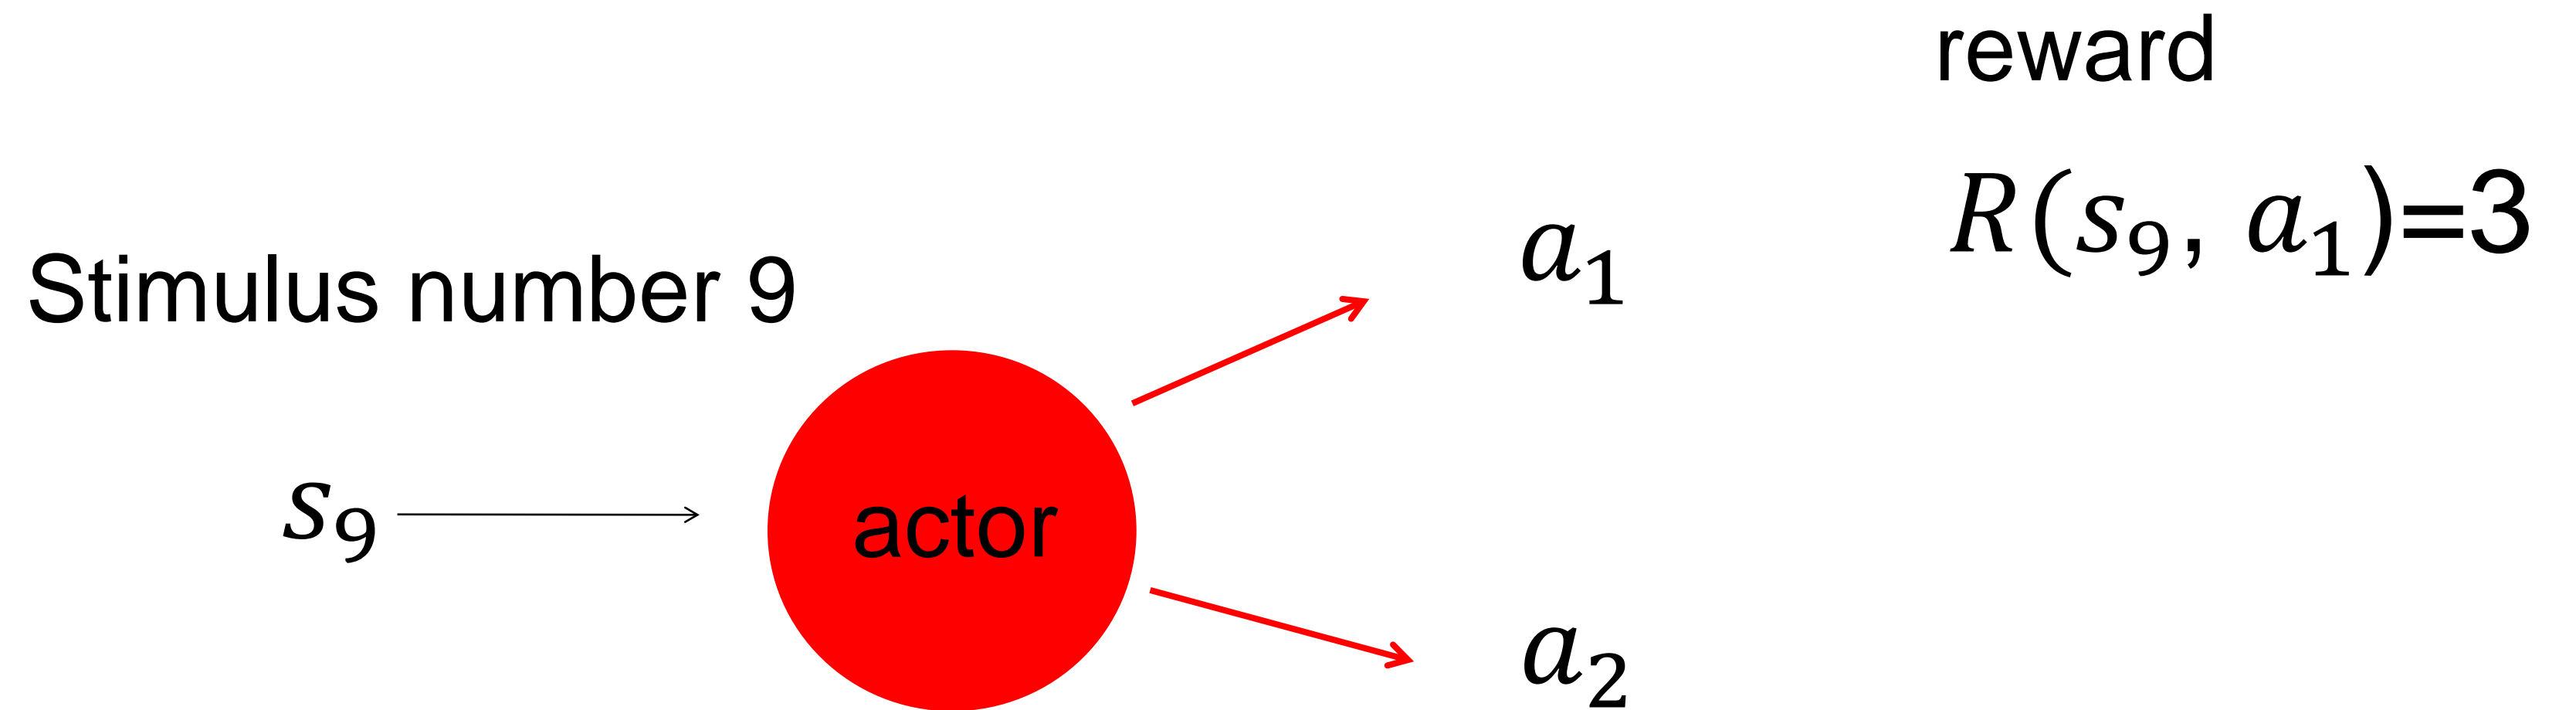 reward
R(s₉, a₁)=3
a₁
Stimulus number 9
s₉
actor
a₂